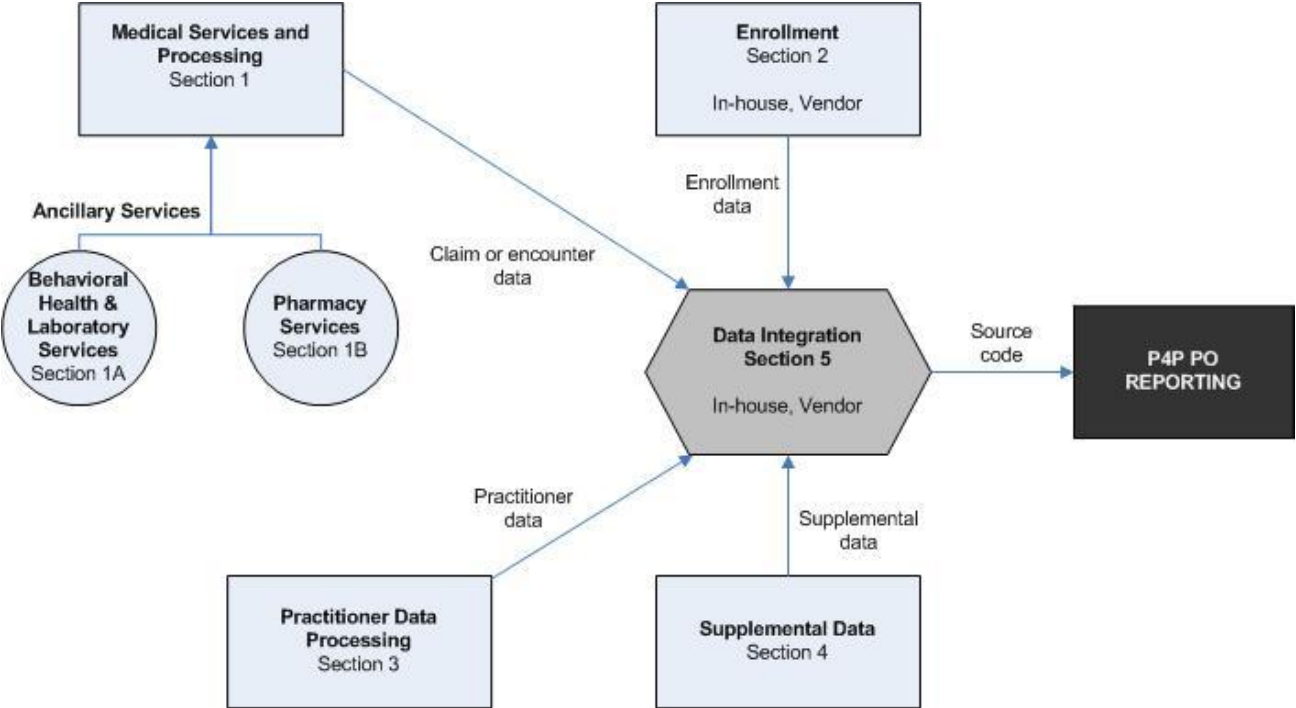 Medical Services and
Processing
Section 1
Enrollment
Section 2
In-house, Vendor
Enrollment
data
Ancillary Services
Claim or encounter
data
Behavioral
Health &
Laboratory
Services
Section 1A
Pharmacy
Services
Section 1B
Data Integration
Section 5
In-house, Vendor
Source
code
P4P PO
REPORTING
Practitioner
data
Supplemental
data
Practitioner Data
Processing
Section 3
Supplemental Data
Section 4